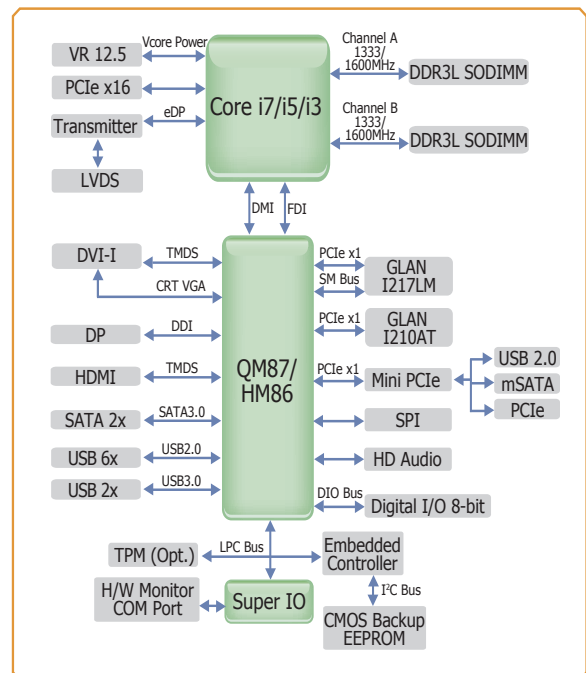 VR 12.5
Vcore Power
PCIe x16
Transmitter
eDP
LVDS
Core i7/i5/i3
Channel A
1333/
1600MHz
DDR3L SODIMM
Channel B
1333/
1600MHz
DDR3L SODIMM
DMI
FDI
DVI-I
TMDS
CRT VGA
DP
DDI
HDMI
TMDS
SATA 2x
SATA3.0
USB 6x
USB2.0
USB 2x
USB3.0
QM87/
HM86
PCIe x1
SM Bus
GLAN
I217LM
PCIe x1
GLAN
I210AT
PCIe x1
Mini PCIe
USB 2.0
mSATA
PCIe
SPI
HD Audio
DIO Bus
Digital I/O 8-bit
TPM (Opt.)
LPC Bus
Embedded
Controller
H/W Monitor
COM Port
Super IO
I²C Bus
CMOS Backup
EEPROM